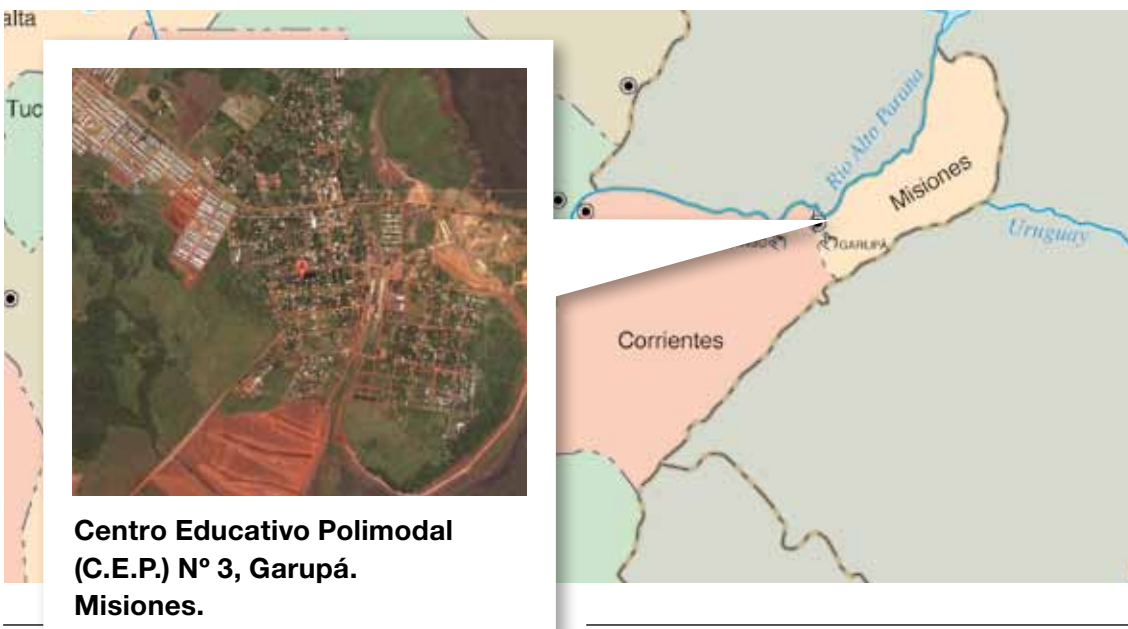 alta
Tuc
Río Alto Paraná
Misiones
Uruguay
GARUPÁ
Corrientes
Centro Educativo Polimodal
(C.E.P.) Nº 3, Garupá.
Misiones.